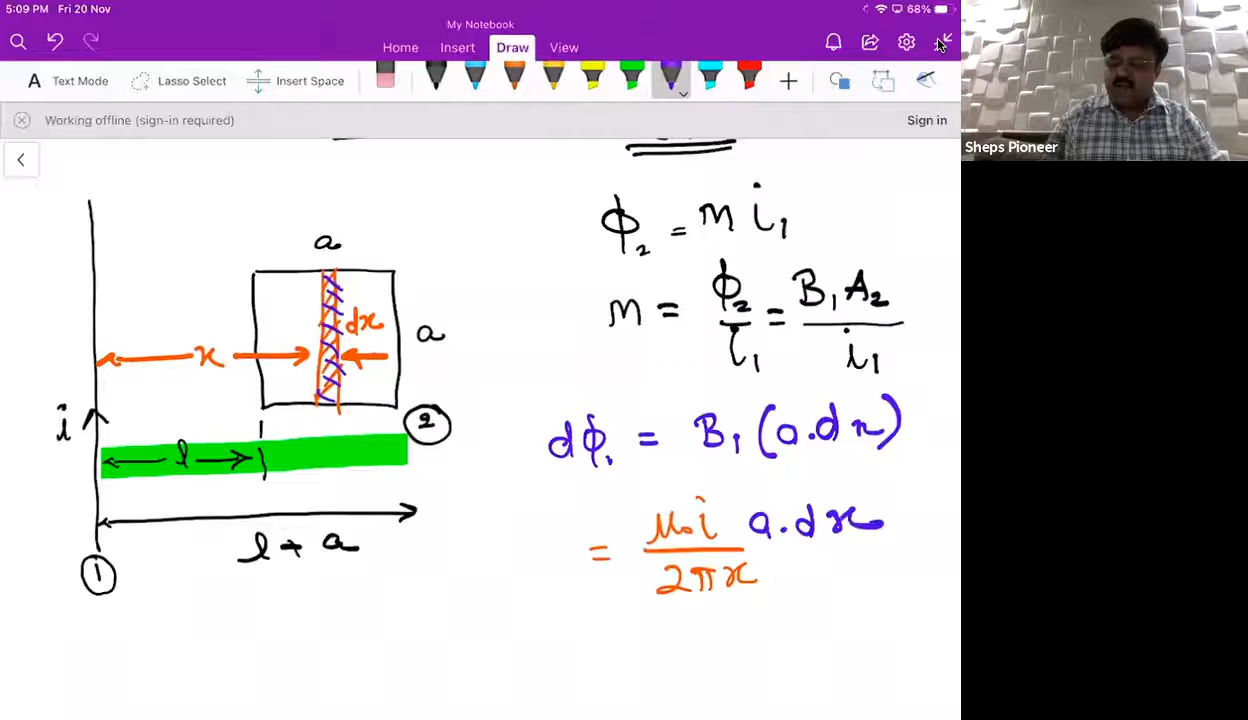 5:09 PM Fri 20 Nov
68%
My Notebook
Home Insert Draw View
A Text Mode Lasso Select Insert Space
Working offline (sign-in required) Sign in
Sheps Pioneer
a
a
dx
x
i
l
2
l + a
1
ϕ₂ = m i₁
m = ϕ₂/i₁ = B₁A₂/i₁
dϕ₁ = B₁(a.dx)
= μ₀i/2πx a.dx